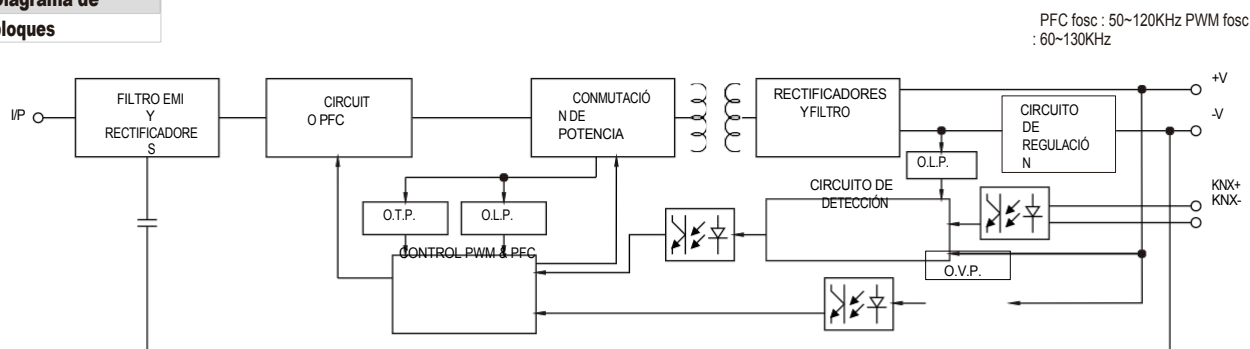 Diagrama de
bloques
PFC fosc : 50~120KHz PWM fosc
: 60~130KHz
I/P
FILTRO EMI
Y
RECTIFICADORE
S
CIRCUIT
O PFC
CONMUTACIÓ
N DE
POTENCIA
RECTIFICADORES
Y FILTRO
CIRCUITO
DE
REGULACIÓ
N
+V
-V
O.L.P.
CIRCUITO DE
DETECCIÓN
KNX+
KNX-
O.T.P.
O.L.P.
CONTROL PWM & PFC
O.V.P.